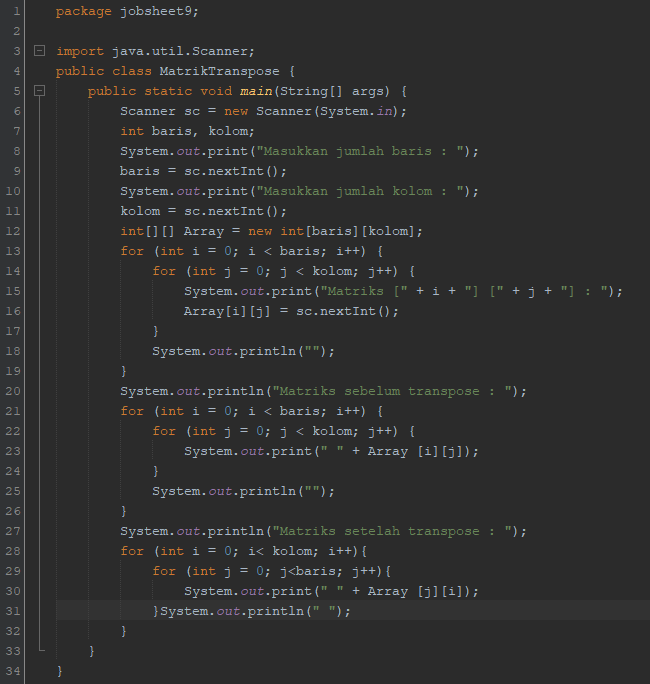 1 package jobsheet9;
2
3 import java.util.Scanner;
4 public class MatrikTranspose {
5     public static void main(String[] args) {
6         Scanner sc = new Scanner(System.in);
7         int baris, kolom;
8         System.out.print("Masukkan jumlah baris : ");
9         baris = sc.nextInt();
10         System.out.print("Masukkan jumlah kolom : ");
11         kolom = sc.nextInt();
12         int[][] Array = new int[baris][kolom];
13         for (int i = 0; i < baris; i++) {
14             for (int j = 0; j < kolom; j++) {
15                 System.out.print("Matriks [" + i + "] [" + j + "] : ");
16                 Array[i][j] = sc.nextInt();
17             }
18             System.out.println("");
19         }
20         System.out.println("Matriks sebelum transpose : ");
21         for (int i = 0; i < baris; i++) {
22             for (int j = 0; j < kolom; j++) {
23                 System.out.print(" " + Array [i][j]);
24             }
25             System.out.println("");
26         }
27         System.out.println("Matriks setelah transpose : ");
28         for (int i = 0; i< kolom; i++){
29             for (int j = 0; j<baris; j++){
30                 System.out.print(" " + Array [j][i]);
31             }System.out.println(" ");
32         }
33     }
34 }